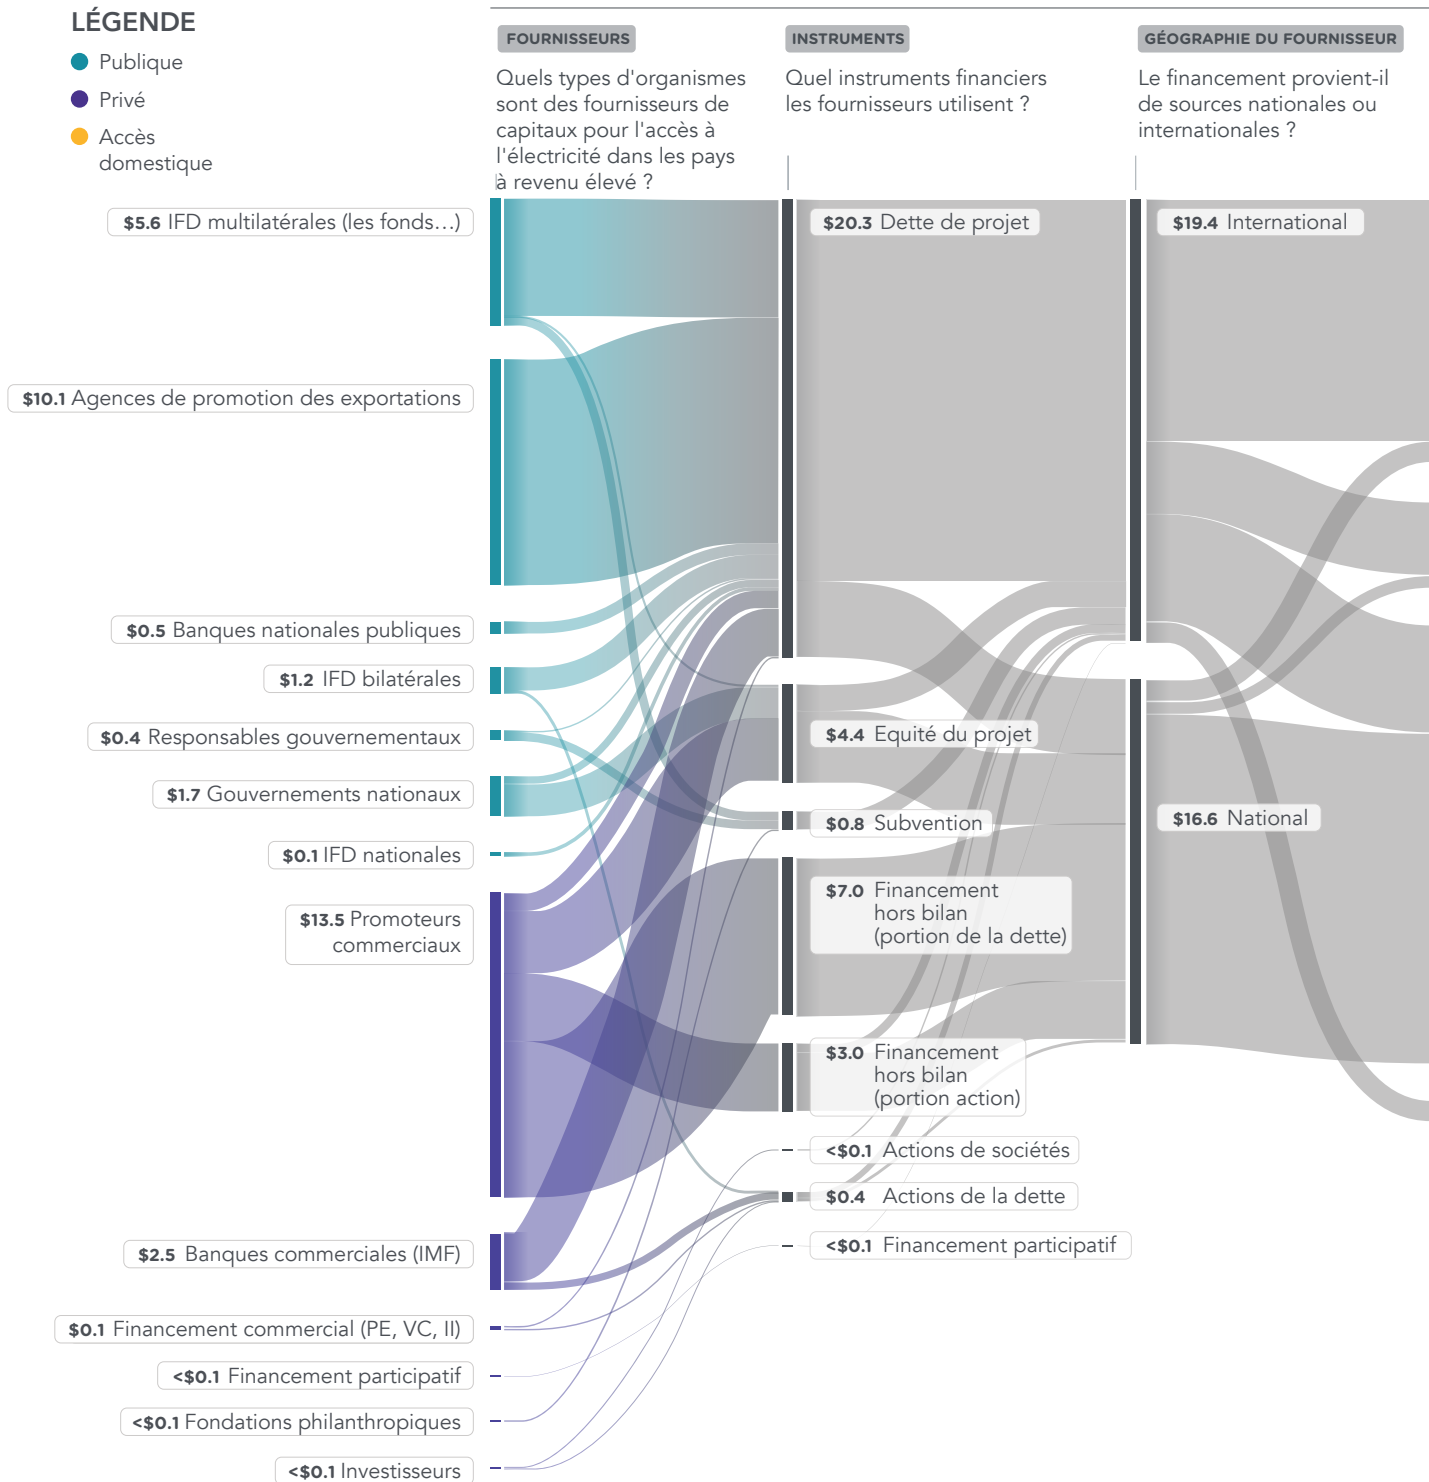 LÉGENDE
Publique
Privé
Accès
domestique
FOURNISSEURS
Quels types d'organismes
sont des fournisseurs de
capitaux pour l'accès à
l'électricité dans les pays
à revenu élevé ?
INSTRUMENTS
Quel instruments financiers
les fournisseurs utilisent ?
GÉOGRAPHIE DU FOURNISSEUR
Le financement provient-il
de sources nationales ou
internationales ?
$5.6 IFD multilatérales (les fonds...)
$10.1 Agences de promotion des exportations
$0.5 Banques nationales publiques
$1.2 IFD bilatérales
$0.4 Responsables gouvernementaux
$1.7 Gouvernements nationaux
$0.1 IFD nationales
$13.5 Promoteurs
commerciaux
$2.5 Banques commerciales (IMF)
$0.1 Financement commercial (PE, VC, II)
<$0.1 Financement participatif
<$0.1 Fondations philanthropiques
<$0.1 Investisseurs
$20.3 Dette de projet
$4.4 Equité du projet
$0.8 Subvention
$7.0 Financement
hors bilan
(portion de la dette)
$3.0 Financement
hors bilan
(portion action)
<$0.1 Actions de sociétés
$0.4 Actions de la dette
<$0.1 Financement participatif
$19.4 International
$16.6 National